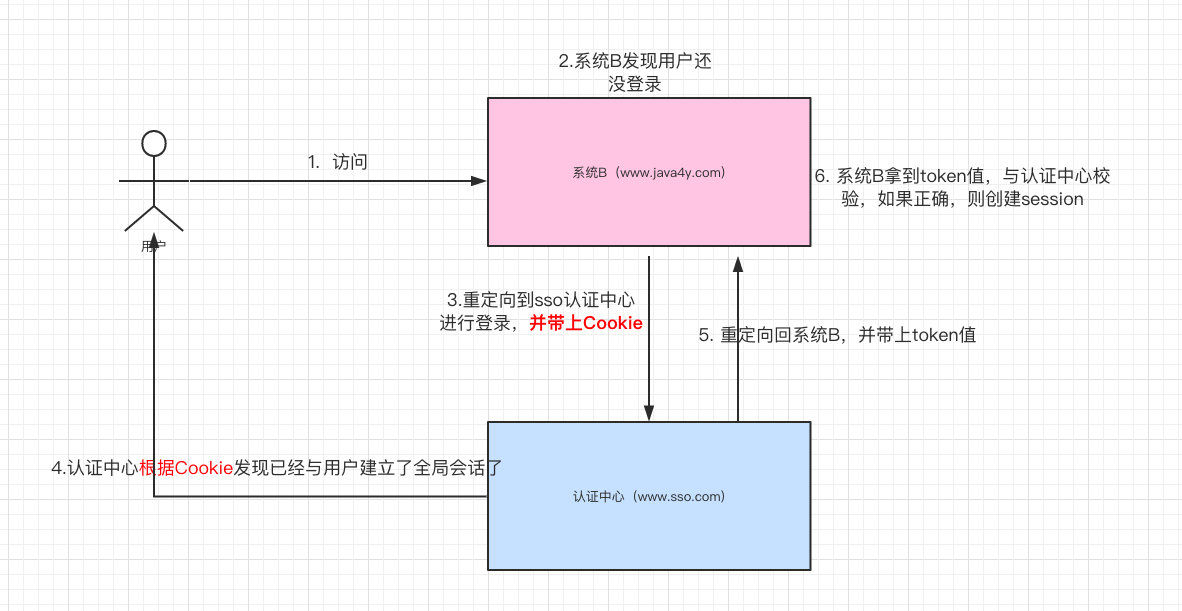 2.系统B发现用户还
没登录
1. 访问
系统B（www.java4y.com）
6. 系统B拿到token值，与认证中心校
验，如果正确，则创建session
用户
3.重定向到sso认证中心
进行登录，并带上Cookie
5. 重定向回系统B，并带上token值
4.认证中心根据Cookie发现已经与用户建立了全局会话了
认证中心（www.sso.com）